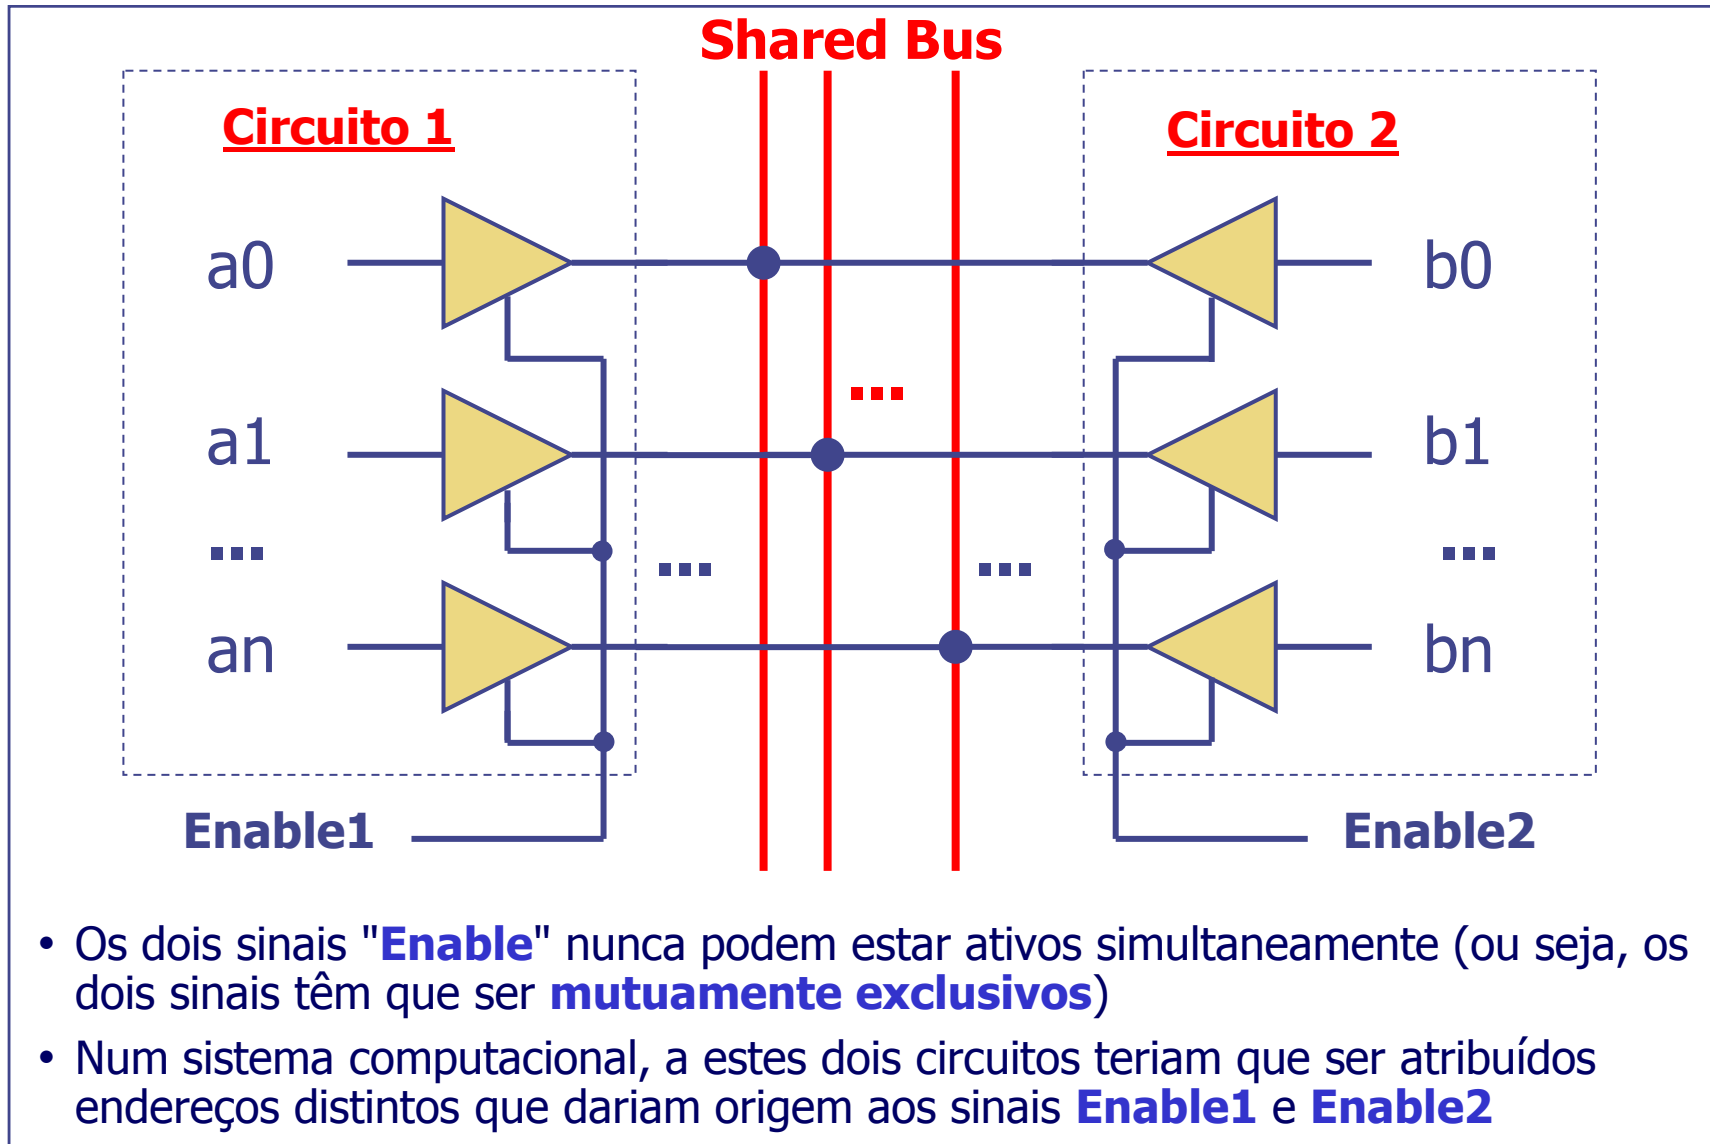 Shared Bus
Circuito 1
Circuito 2
a0
b0
...
a1
b1
...
...
...
...
an
bn
Enable1
Enable2
• Os dois sinais "Enable" nunca podem estar ativos simultaneamente (ou seja, os
dois sinais têm que ser mutuamente exclusivos)
• Num sistema computacional, a estes dois circuitos teriam que ser atribuídos
endereços distintos que dariam origem aos sinais Enable1 e Enable2